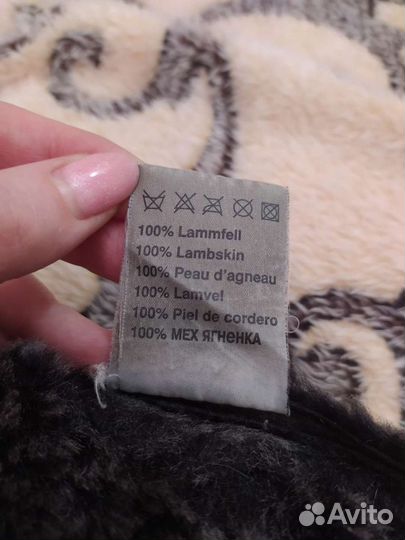 100% Lammfell
100% Lambskin
100% Peau d'agneau
100% Lamvel
100% Piel de cordero
100% МЕХ ЯГНЕНКА
Avito